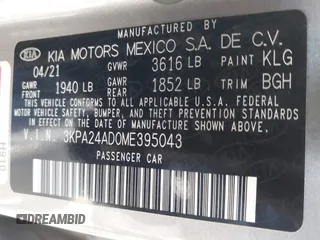 MANUFACTURED BY
KIA KIA MOTORS MEXICO S.A. DE C.V.
04/21 GVWR 3616 LB PAINT KLG
GAWR 1940 LB GAWR 1852 LB TRIM BGH
THIS VEHICLE CONFORMS TO ALL APPLICABLE U.S. FEDERAL MOTOR
VEHICLE SAFETY, BUMPER, AND THEFT PREVENTION STANDARDS IN
EFFECT ON THE DATE OF MANUFACTURE SHOWN ABOVE.
V.I.N. 3KPA24AD0ME395043
PASSENGER CAR
DREAMBID